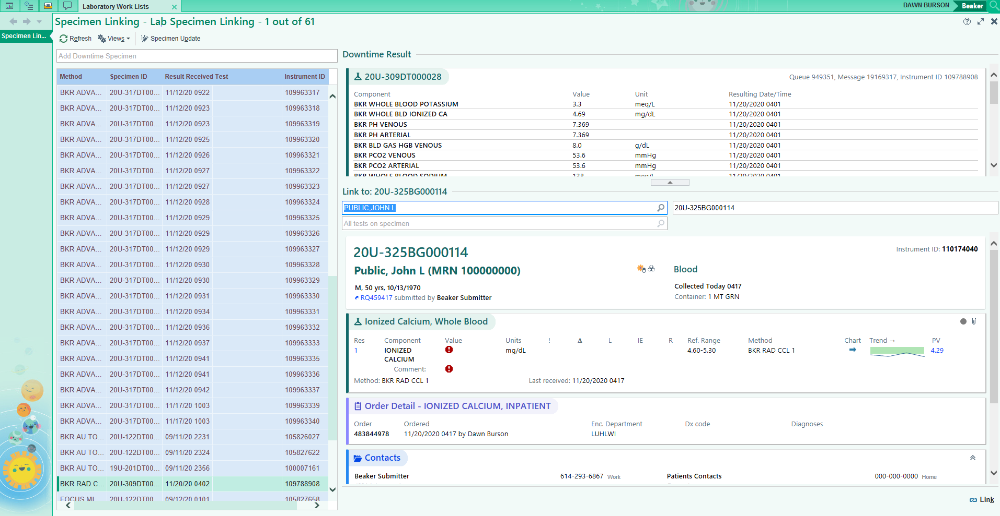 Laboratory Work Lists
DAWN BURSON
Beaker
Specimen Linking - Lab Specimen Linking - 1 out of 61
Specimen Lin...
Refresh Views Specimen Update
Add Downtime Specimen
Method Specimen ID Result Received Test Instrument ID
BKR ADVA... 20U-317DT00... 11/12/20 0922 109963317
BKR ADVA... 20U-317DT00... 11/12/20 0923 109963318
BKR ADVA... 20U-317DT00... 11/12/20 0923 109963319
BKR ADVA... 20U-317DT00... 11/12/20 0925 109963320
BKR ADVA... 20U-317DT00... 11/12/20 0926 109963321
BKR ADVA... 20U-317DT00... 11/12/20 0927 109963322
BKR ADVA... 20U-317DT00... 11/12/20 0927 109963323
BKR ADVA... 20U-317DT00... 11/12/20 0928 109963324
BKR ADVA... 20U-317DT00... 11/12/20 0929 109963325
BKR ADVA... 20U-317DT00... 11/12/20 0929 109963326
BKR ADVA... 20U-317DT00... 11/12/20 0929 109963327
BKR ADVA... 20U-317DT00... 11/12/20 0930 109963328
BKR ADVA... 20U-317DT00... 11/12/20 0930 109963329
BKR ADVA... 20U-317DT00... 11/12/20 0931 109963330
BKR ADVA... 20U-317DT00... 11/12/20 0934 109963331
BKR ADVA... 20U-317DT00... 11/12/20 0936 109963332
BKR ADVA... 20U-317DT00... 11/12/20 0937 109963333
BKR ADVA... 20U-317DT00... 11/12/20 0941 109963335
BKR ADVA... 20U-317DT00... 11/12/20 0941 109963336
BKR ADVA... 20U-317DT00... 11/12/20 0942 109963337
BKR ADVA... 20U-317DT00... 11/17/20 1003 109963339
BKR ADVA... 20U-317DT00... 11/17/20 1003 109963340
BKR AU TO... 20U-122DT00... 09/11/20 2231 105826027
BKR AU TO... 20U-122DT00... 09/11/20 2324 105827622
BKR AU TO... 19U-201DT00... 09/11/20 2356 100007161
BKR RAD C... 20U-309DT00... 11/20/20 0402 109788908
FOCUS MI... 20U-122DT00... 09/12/20 0101 105827658
Downtime Result
20U-309DT000028
Queue 949351, Message 19169317, Instrument ID 109788908
Component Value Unit Resulting Date/Time
BKR WHOLE BLOOD POTASSIUM 3.3 meq/L 11/20/2020 0401
BKR WHOLE BLD IONIZED CA 4.69 mg/dL 11/20/2020 0401
BKR PH VENOUS 7.369 11/20/2020 0401
BKR PH ARTERIAL 7.369 11/20/2020 0401
BKR BLD GAS HGB VENOUS 8.0 g/dL 11/20/2020 0401
BKR PCO2 VENOUS 53.6 mmHg 11/20/2020 0401
BKR PCO2 ARTERIAL 53.6 mmHg 11/20/2020 0401
BKR WHOLE BLOOD SODIUM 138 meq/L 11/20/2020 0401
Link to: 20U-325BG000114
PUBLIC,JOHN L 20U-325BG000114
All tests on specimen
20U-325BG000114
Instrument ID: 110174040
Public, John L (MRN 100000000)
Blood
M, 50 yrs, 10/13/1970
Collected Today 0417
RQ459417 submitted by Beaker Submitter
Container: 1 MT GRN
Ionized Calcium, Whole Blood
Res Component Value Units ! Δ L IE R Ref. Range Method Chart Trend → PV
1 IONIZED CALCIUM mg/dL 4.60-5.30 BKR RAD CCL 1 4.29
Comment:
Method: BKR RAD CCL 1 Last received: 11/20/2020 0417
Order Detail - IONIZED CALCIUM, INPATIENT
Order Ordered Enc. Department Dx code Diagnoses
483844978 11/20/2020 0417 by Dawn Burson LUHLWI
Contacts
Beaker Submitter 614-293-6867 Work Patients Contacts 000-000-0000 Home
Link